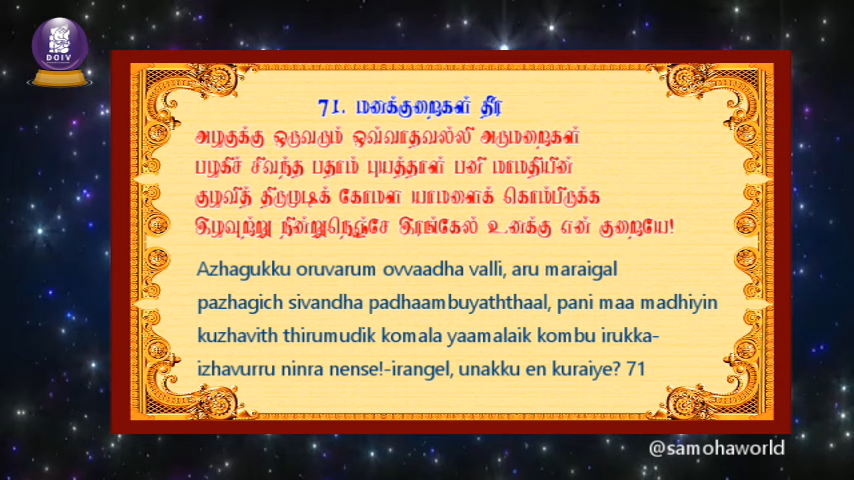 DOIV
71. மனக்குறைகள் தீர
அழகுக்கு ஒருவரும் ஒவ்வாதவல்லி அருமறைகள்
பழகிச் சிவந்த பதாம் புயத்தாள் பனி மாமதியின்
குழவித் திருமுடிக் கோமள யாமளைக் கொம்பிருக்க
இழவுற்று நின்றுநெஞ்சே இரங்கேல் உனக்கு என் குறையே!
Azhagukku oruvarum ovvaadha valli, aru maraigal
pazhagich sivandha padhaambuyaththaal, pani maa madhiyin
kuzhavith thirumudik komala yaamalaik kombu irukka-
izhavurru ninra nense!-irangel, unakku en kuraiye? 71
@samohaworld